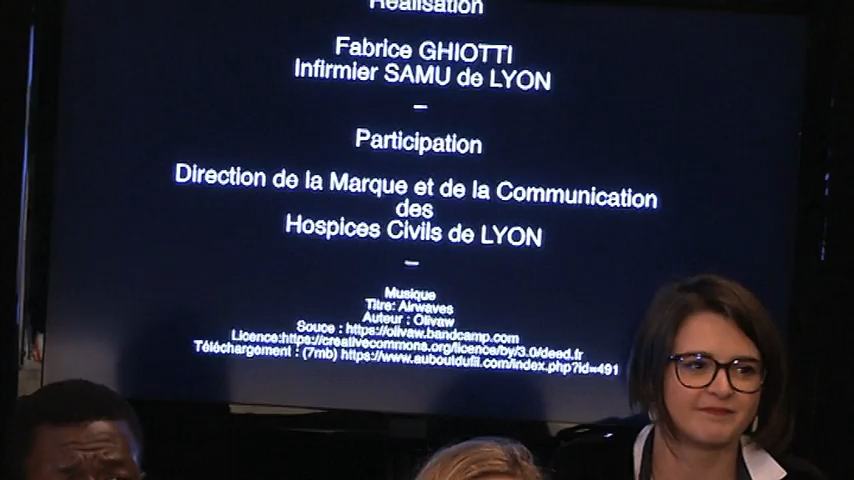 Réalisation
Fabrice GHIOTTI
Infirmier SAMU de LYON
–
Participation
Direction de la Marque et de la Communication
des
Hospices Civils de LYON
–
Musique
Titre: Airwaves
Auteur : Olivaw
Souce : https://olivaw.bandcamp.com
Licence:https://creativecommons.org/licence/by/3.0/deed.fr
Téléchargement : (7mb) https://www.auboutdufil.com/index.php?id=491